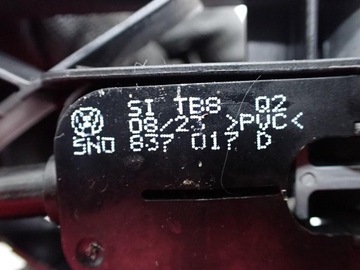 SI TB8 02
08/23 >PVC<
5N0 837 017 D